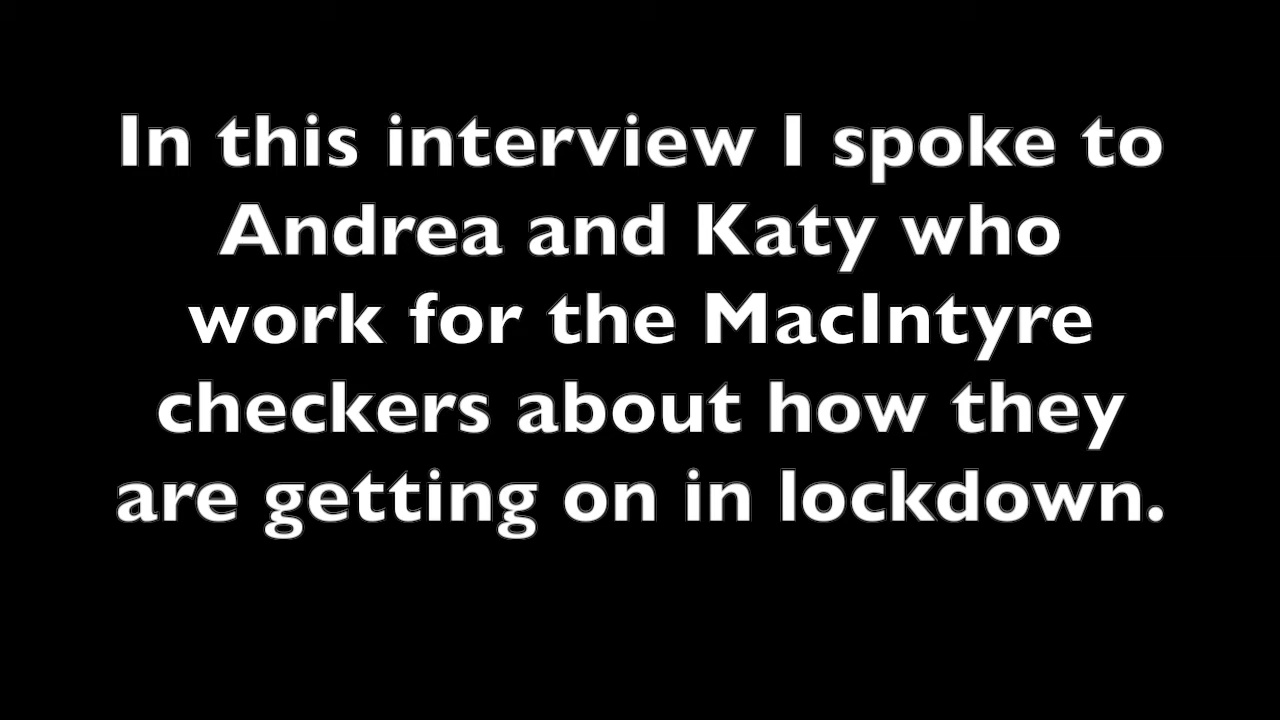 In this interview I spoke to
Andrea and Katy who
work for the MacIntyre
checkers about how they
are getting on in lockdown.